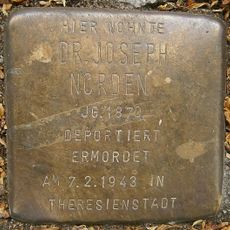 HIER WOHNTE
DR. JOSEPH
NORDEN
JG. 1870
DEPORTIERT
ERMORDET
AM 7.2.1943 IN
THERESIENSTADT